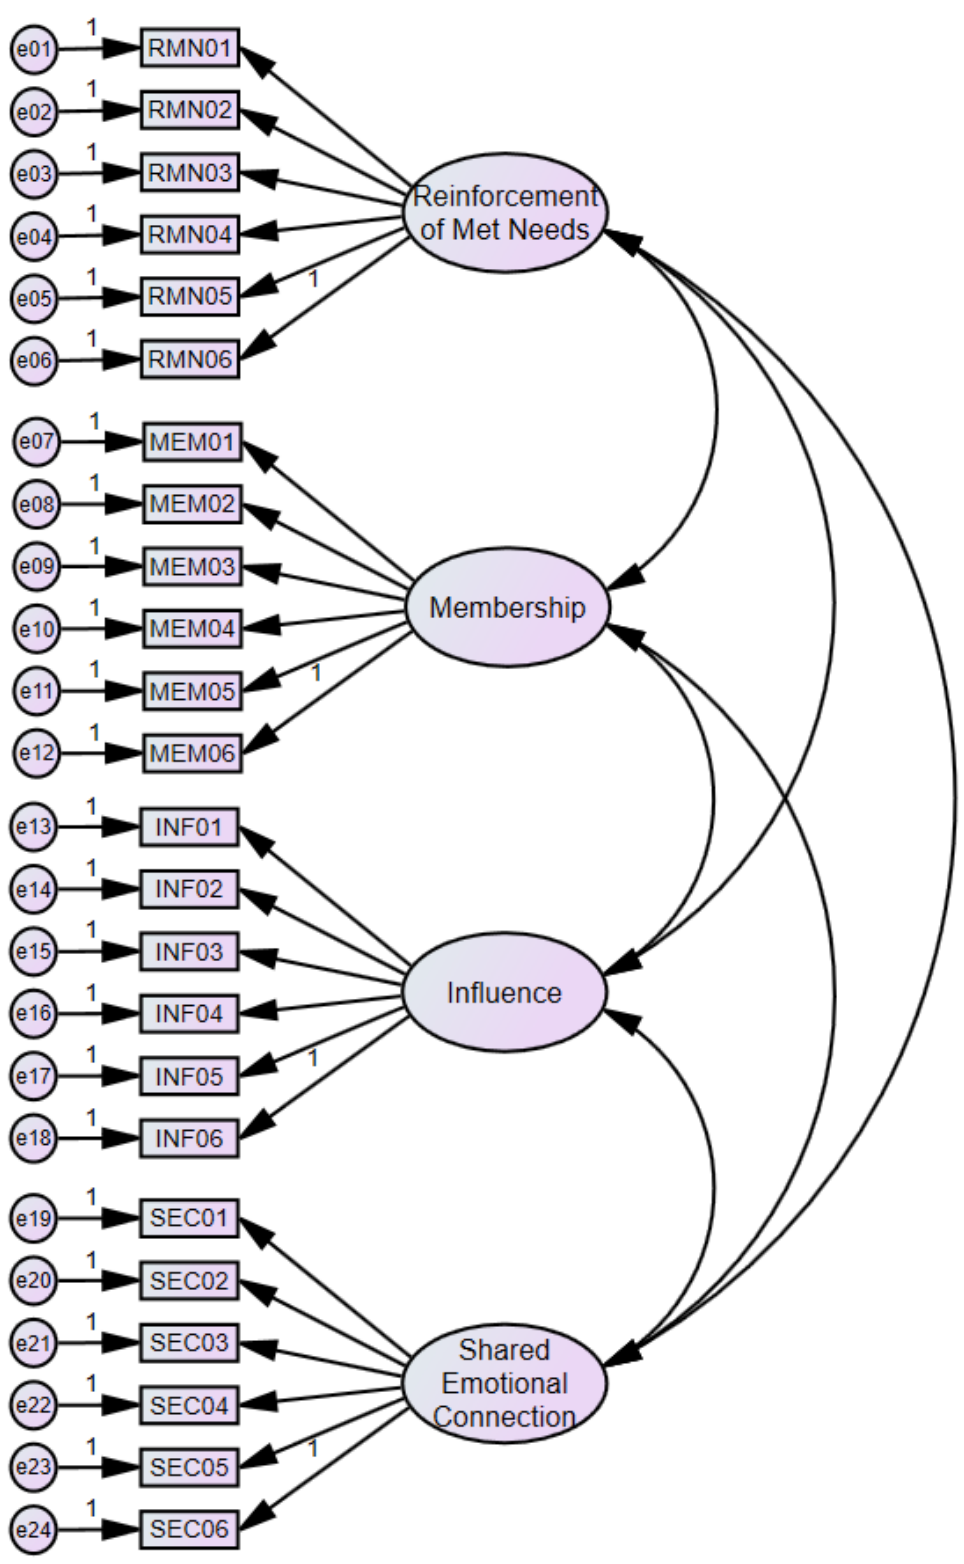 1
e01 RMN01
1
e02 RMN02
1
e03 RMN03
1
e04 RMN04
1
e05 RMN05
1
e06 RMN06
1
Reinforcement
of Met Needs
1
e07 MEM01
1
e08 MEM02
1
e09 MEM03
1
e10 MEM04
1
e11 MEM05
1
e12 MEM06
1
Membership
1
e13 INF01
1
e14 INF02
1
e15 INF03
1
e16 INF04
1
e17 INF05
1
e18 INF06
1
Influence
1
e19 SEC01
1
e20 SEC02
1
e21 SEC03
1
e22 SEC04
1
e23 SEC05
1
e24 SEC06
1
Shared
Emotional
Connection